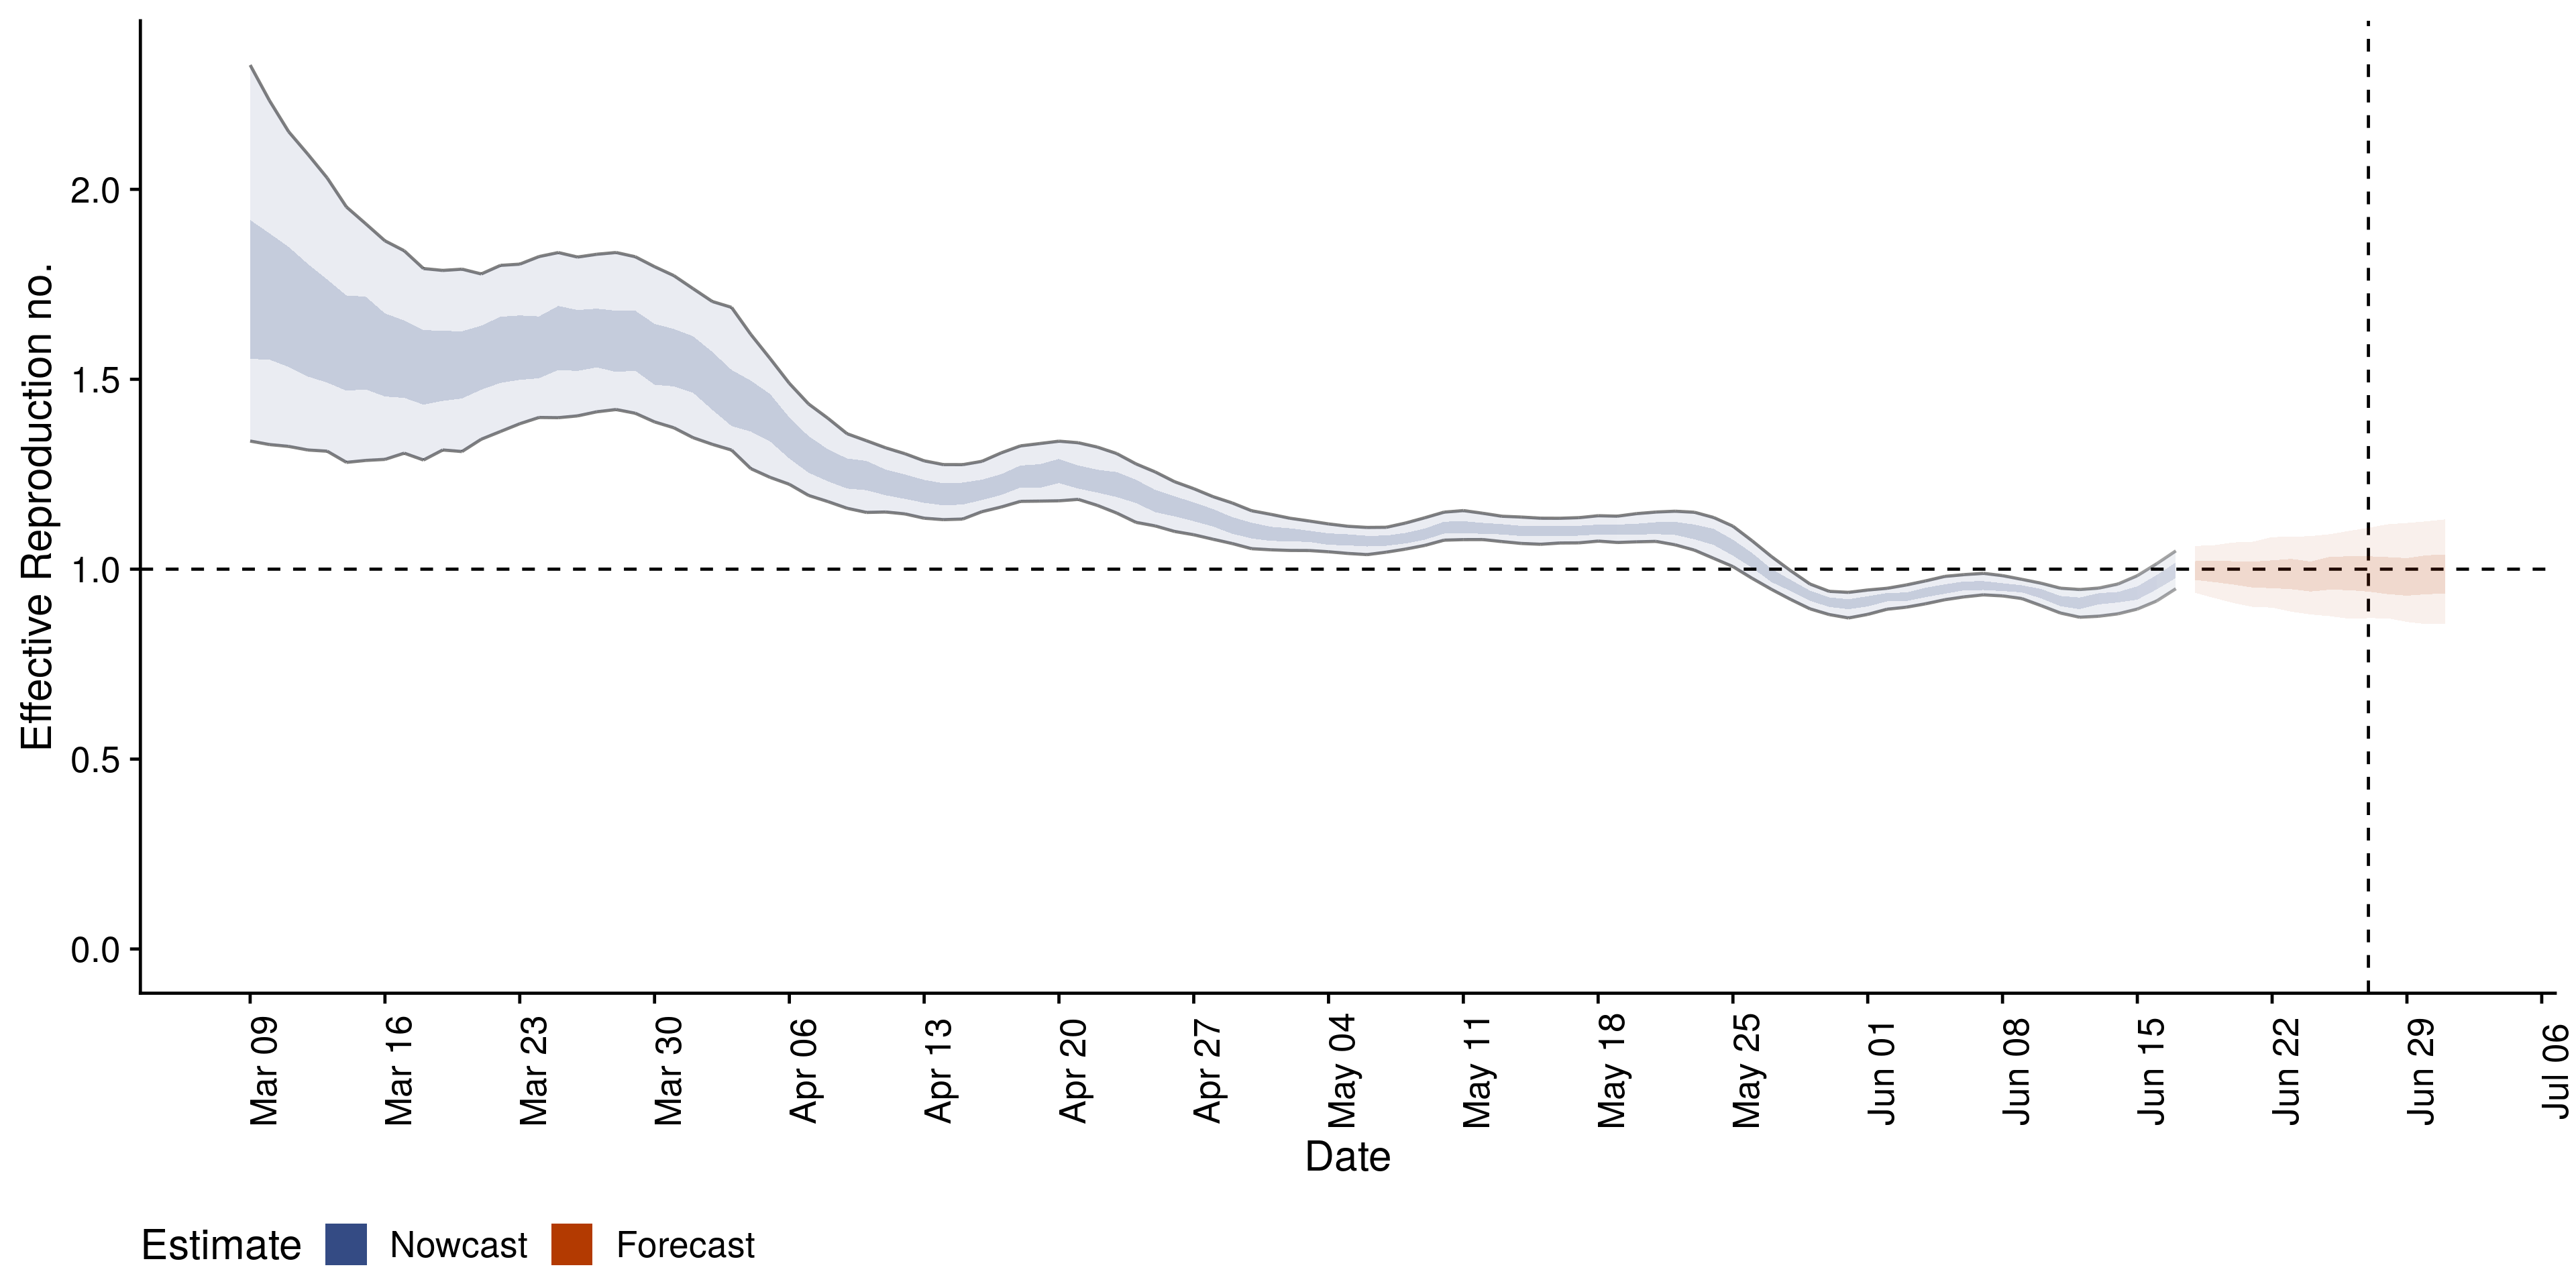 Effective Reproduction no.
2.0
1.5
1.0
0.5
0.0
Mar 09
Mar 16
Mar 23
Mar 30
Apr 06
Apr 13
Apr 20
Apr 27
May 04
May 11
May 18
May 25
Jun 01
Jun 08
Jun 15
Jun 22
Jun 29
Jul 06
Date
Estimate Nowcast Forecast